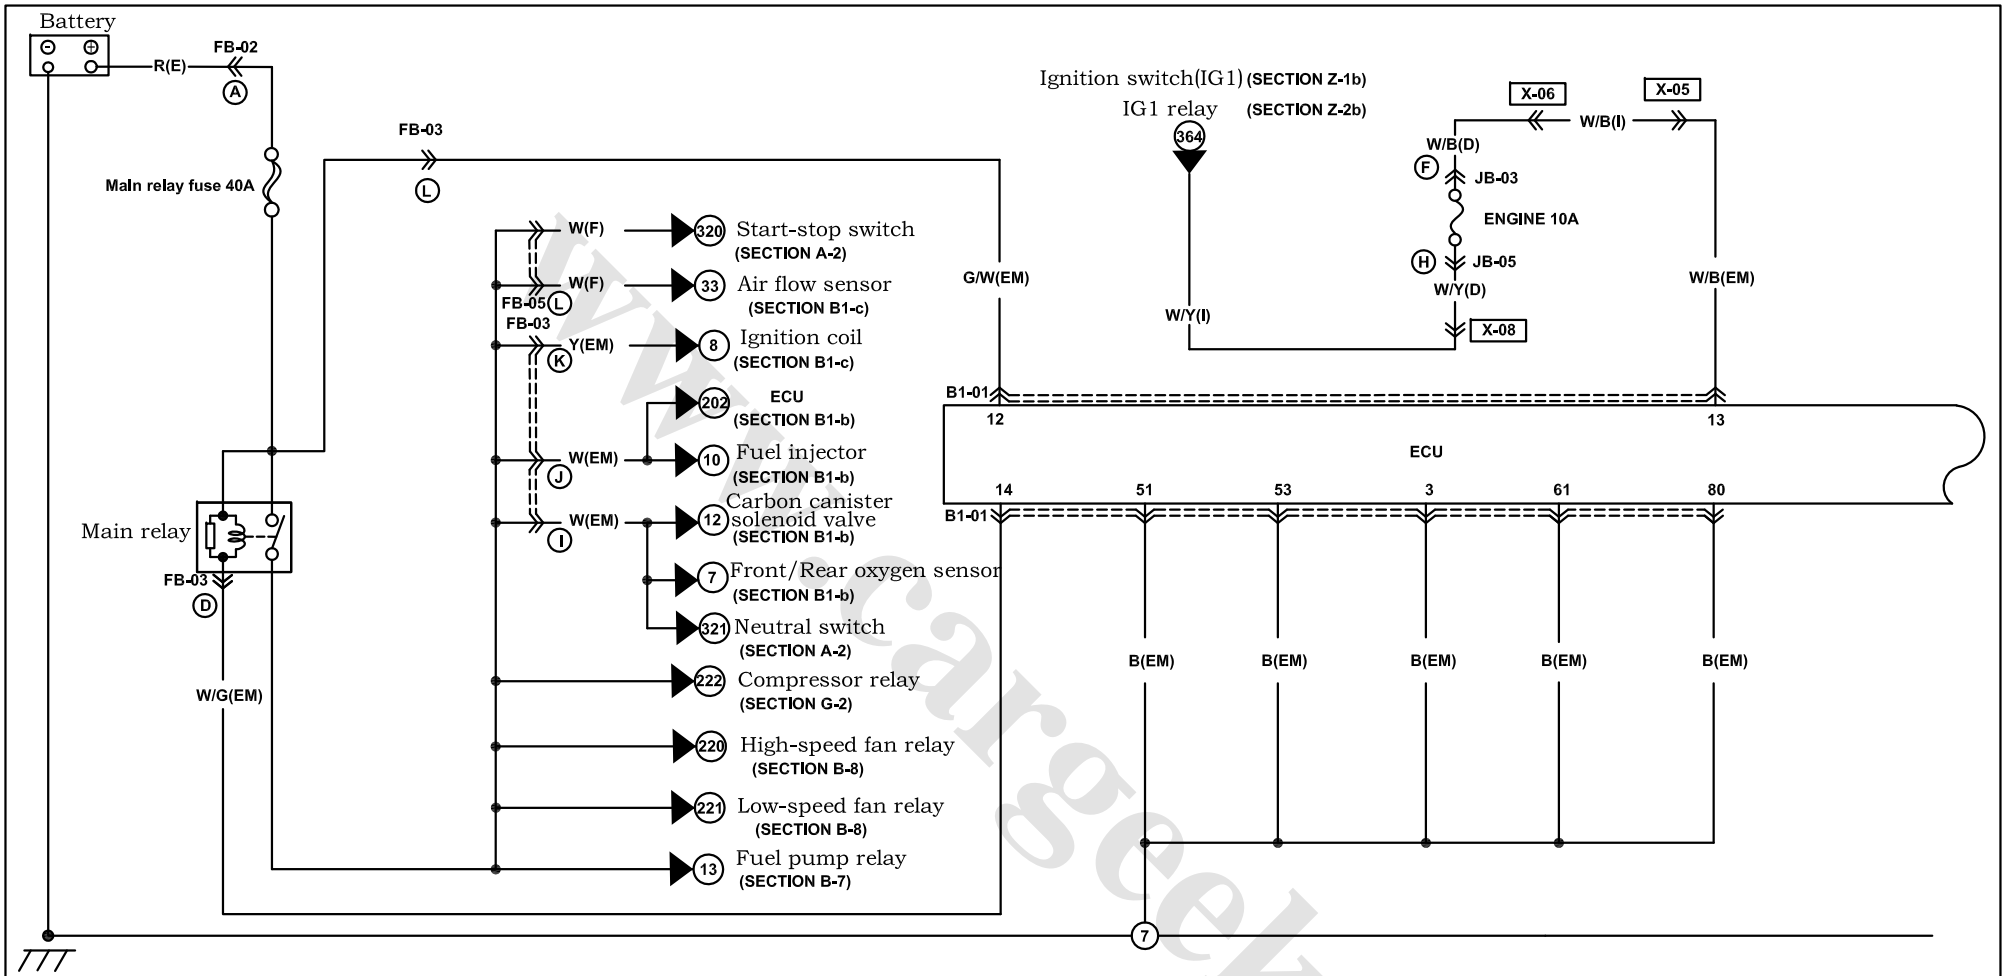 Battery
FB-02
R(E)
A
Main relay fuse 40A
FB-03
L
Ignition switch(IG1) (SECTION Z-1b)
IG1 relay (SECTION Z-2b)
364
W/Y(I)
X-06
X-05
W/B(I)
W/B(D)
F
JB-03
ENGINE 10A
H
JB-05
W/Y(D)
X-08
W/B(EM)
G/W(EM)
W(F)
320 Start-stop switch
(SECTION A-2)
W(F)
33 Air flow sensor
FB-05 L
(SECTION B1-c)
FB-03
Y(EM)
K
8 Ignition coil
(SECTION B1-c)
202 ECU
(SECTION B1-b)
W(EM)
J
10 Fuel injector
(SECTION B1-b)
W(EM)
I
12 Carbon canister
solenoid valve
(SECTION B1-b)
7 Front/Rear oxygen sensor
(SECTION B1-b)
321 Neutral switch
(SECTION A-2)
222 Compressor relay
(SECTION G-2)
220 High-speed fan relay
(SECTION B-8)
221 Low-speed fan relay
(SECTION B-8)
13 Fuel pump relay
(SECTION B-7)
Main relay
FB-03
D
W/G(EM)
B1-01
12 13
ECU
14 51 53 3 61 80
B1-01
B(EM) B(EM) B(EM) B(EM) B(EM)
7
www.cargeek